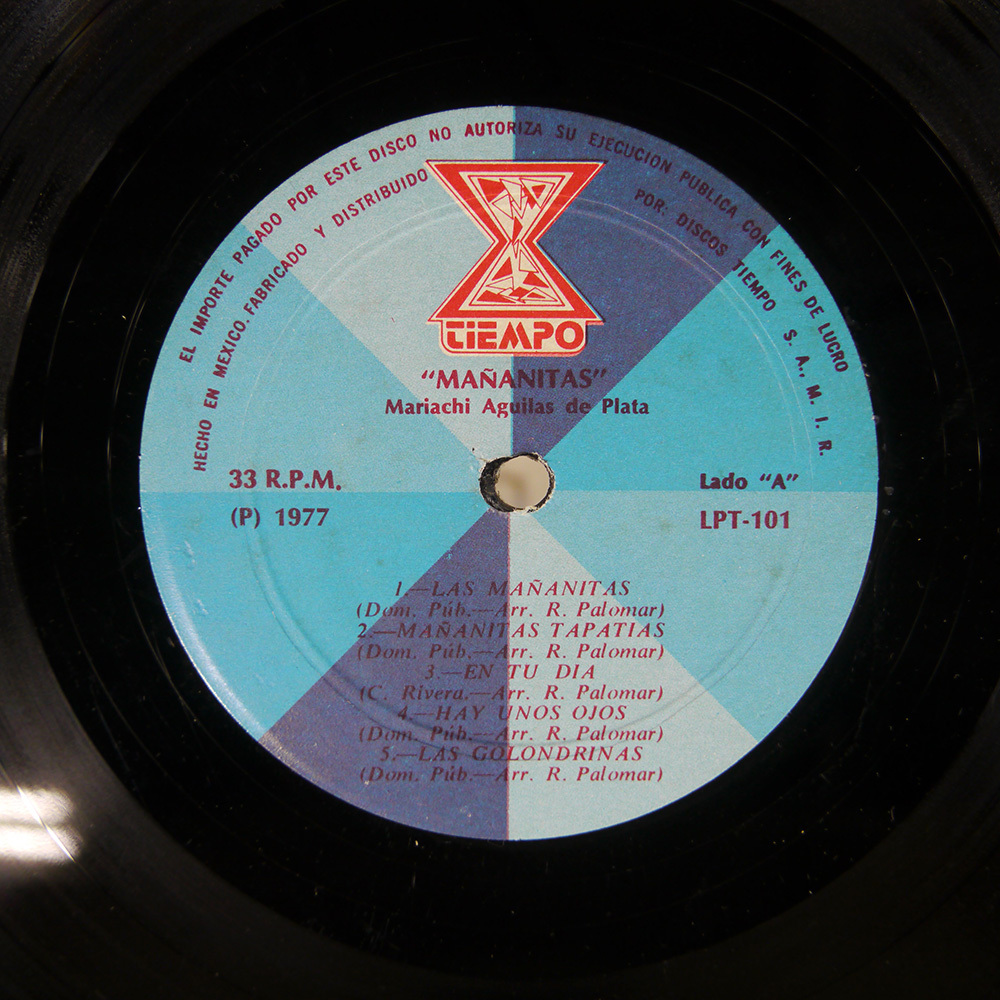 EL IMPORTE PAGADO POR ESTE DISCO NO AUTORIZA SU EJECUCION PUBLICA CON FINES DE LUCRO
HECHO EN MEXICO. FABRICADO Y DISTRIBUIDO POR: DISCOS TIEMPO S. A., M. I. R.
TIEMPO
"MAÑANITAS"
Mariachi Aguilas de Plata
33 R.P.M.
(P) 1977
Lado "A"
LPT-101
1.—LAS MAÑANITAS
(Dom. Púb.—Arr. R. Palomar)
2.—MAÑANITAS TAPATIAS
(Dom. Púb.—Arr. R. Palomar)
3.—EN TU DIA
(C. Rivera.—Arr. R. Palomar)
4.—HAY UNOS OJOS
(Dom. Púb.—Arr. R. Palomar)
5.—LAS GOLONDRINAS
(Dom. Púb.—Arr. R. Palomar)